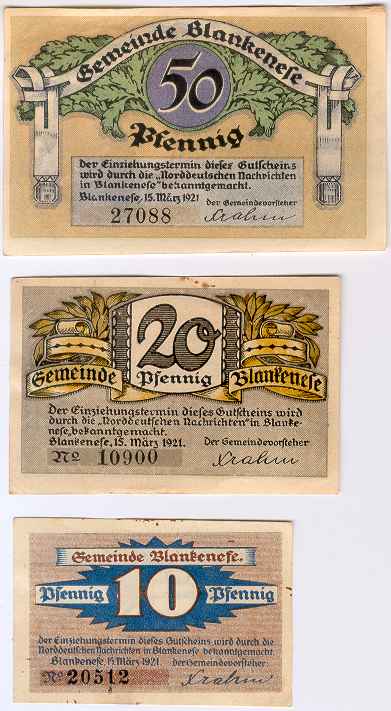 Gemeinde Blankenese
50
Pfennig
der Einziehungstermin dieses Gutscheins
wird durch die „Norddeutschen Nachrichten
in Blankenese" bekanntgemacht.
Blankenese, 15. März 1921
der Gemeindevorsteher
27088
Krahm
20
Pfennig
Gemeinde Blankenese
Der Einziehungstermin dieses Gutscheins wird
durch die „Norddeutschen Nachrichten" in Blanke-
nese, bekanntgemacht.
Blankenese, 15. März 1921.
Der Gemeindevorsteher
No 10900
Krahm
Gemeinde Blankenese.
Pfennig 10 Pfennig
der Einziehungstermin dieses Gutscheins wird durch die
Norddeutschen Nachrichten in Blankenese bekanntgemacht.
Blankenese, 15 März 1921. der Gemeindevorsteher
No 20512
Krahm